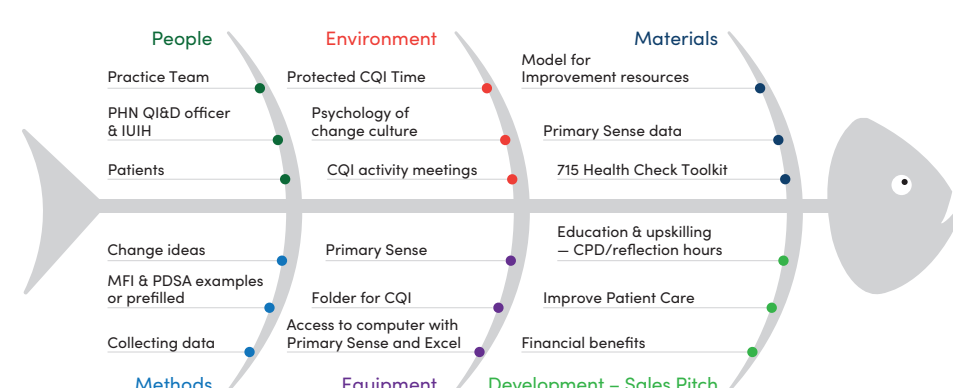 People
Practice Team
PHN QI&D officer
& IUIH
Patients
Environment
Protected CQI Time
Psychology of
change culture
CQI activity meetings
Materials
Model for
Improvement resources
Primary Sense data
715 Health Check Toolkit
Change ideas
MFI & PDSA examples
or prefilled
Collecting data
Methods
Primary Sense
Folder for CQI
Access to computer with
Primary Sense and Excel
Equipment
Education & upskilling
– CPD/reflection hours
Improve Patient Care
Financial benefits
Development – Sales Pitch